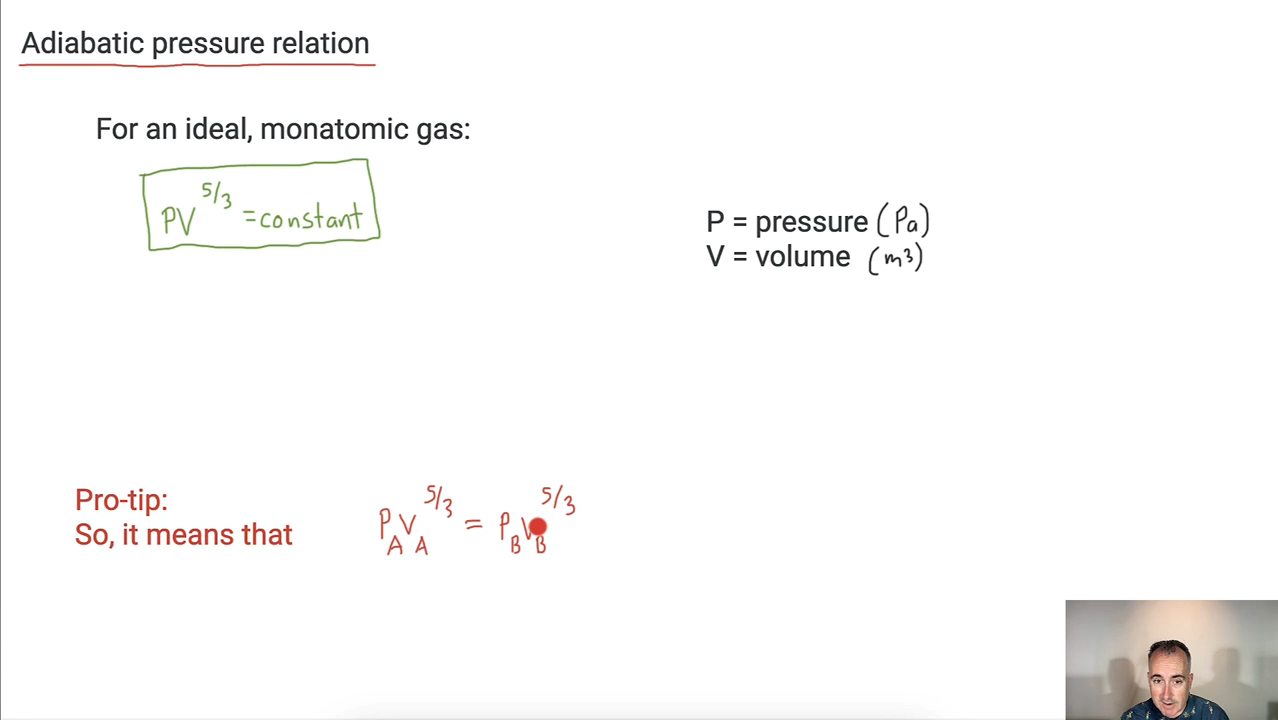 Adiabatic pressure relation
For an ideal, monatomic gas:
PV^5/3 = constant
P = pressure (Pa)
V = volume (m³)
Pro-tip:
So, it means that P_A V_A^5/3 = P_B V_B^5/3